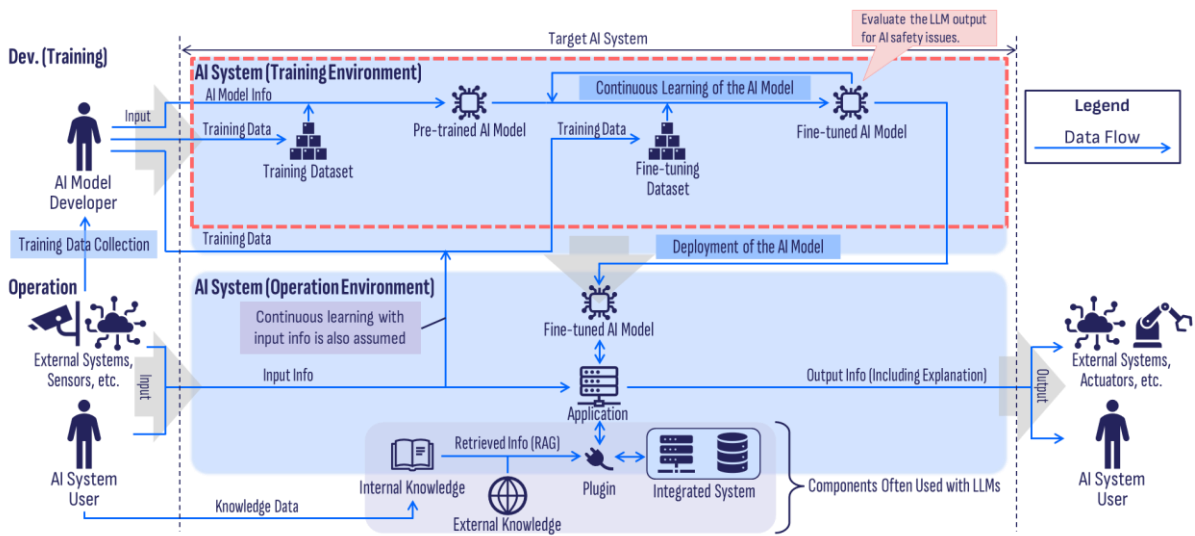 Evaluate the LLM output
for AI safety issues.
Target AI System
Dev. (Training)
AI System (Training Environment)
AI Model Info
Continuous Learning of the AI Model
Legend
Data Flow
Input
Pre-trained AI Model
Fine-tuned AI Model
Training Data
Training Data
Training Dataset
Fine-tuning
Dataset
AI Model
Developer
Training Data Collection
Training Data
Deployment of the AI Model
Operation
AI System (Operation Environment)
Continuous learning with
input info is also assumed
Fine-tuned AI Model
External Systems,
Sensors, etc.
External Systems,
Actuators, etc.
Input
Input Info
Output Info (Including Explanation)
Output
Application
Retrieved Info (RAG)
AI System
User
Internal Knowledge
Plugin
Integrated System
Components Often Used with LLMs
AI System
User
Knowledge Data
External Knowledge